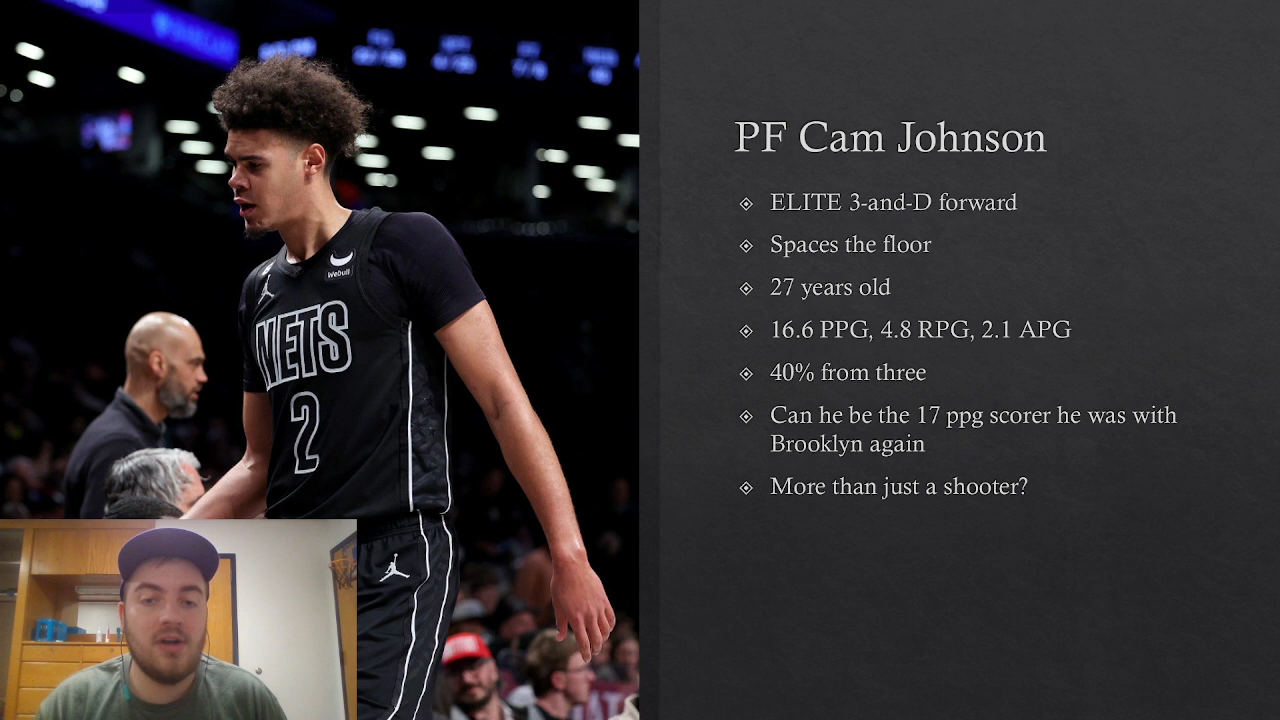 PF Cam Johnson
ELITE 3-and-D forward
Spaces the floor
27 years old
16.6 PPG, 4.8 RPG, 2.1 APG
40% from three
Can he be the 17 ppg scorer he was with
Brooklyn again
More than just a shooter?
Webull
NETS
2